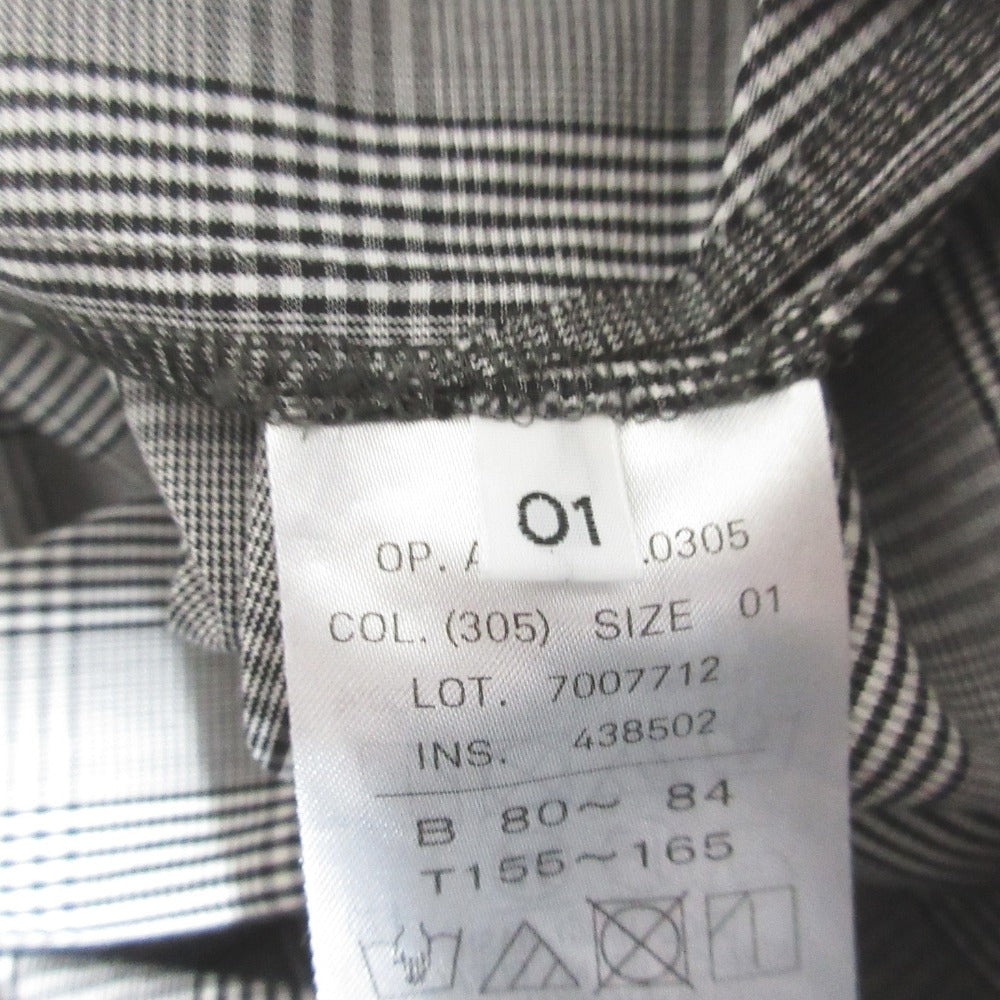 01
OP. .0305
COL. (305) SIZE 01
LOT. 7007712
INS. 438502
B 80~ 84
T155~165